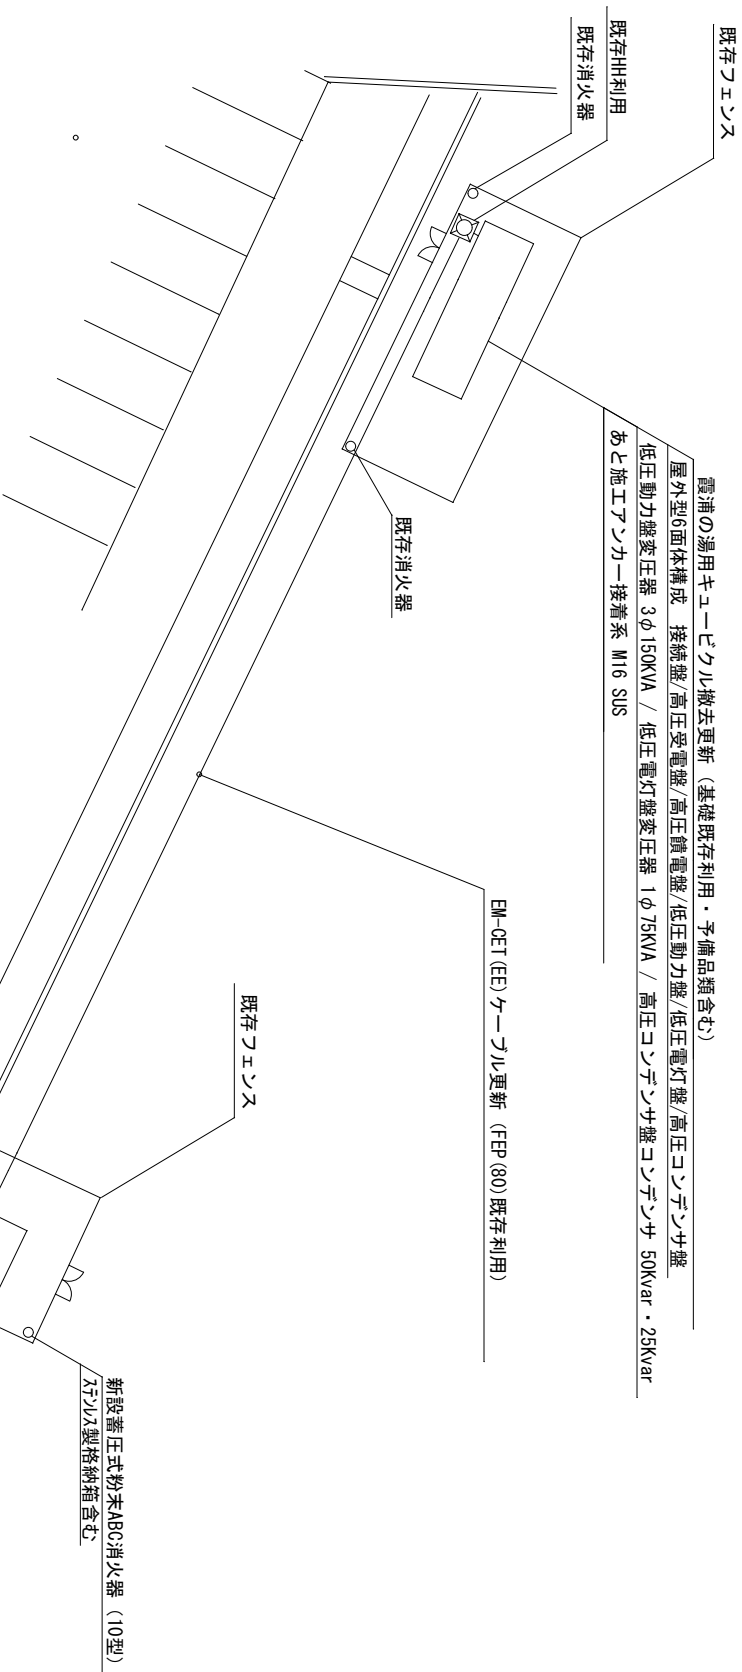 既存フェンス
既存HH利用
既存消火器
霞浦の湯用キュービクル撤去更新（基礎既存利用・予備品類含む）
屋外型6面体構成　接続盤/高圧受電盤/高圧饋電盤/低圧動力盤/低圧電灯盤/高圧コンデンサ盤
低圧動力盤変圧器 3φ150KVA / 低圧電灯盤変圧器 1φ75KVA / 高圧コンデンサ盤コンデンサ 50Kvar・25Kvar
あと施工アンカー接着系 M16 SUS
既存消火器
EM-CET(EE)ケーブル更新（FEP(80)既存利用）
既存フェンス
新設蓄圧式粉末ABC消火器（10型）
ｽﾃﾝﾚｽ製格納箱含む